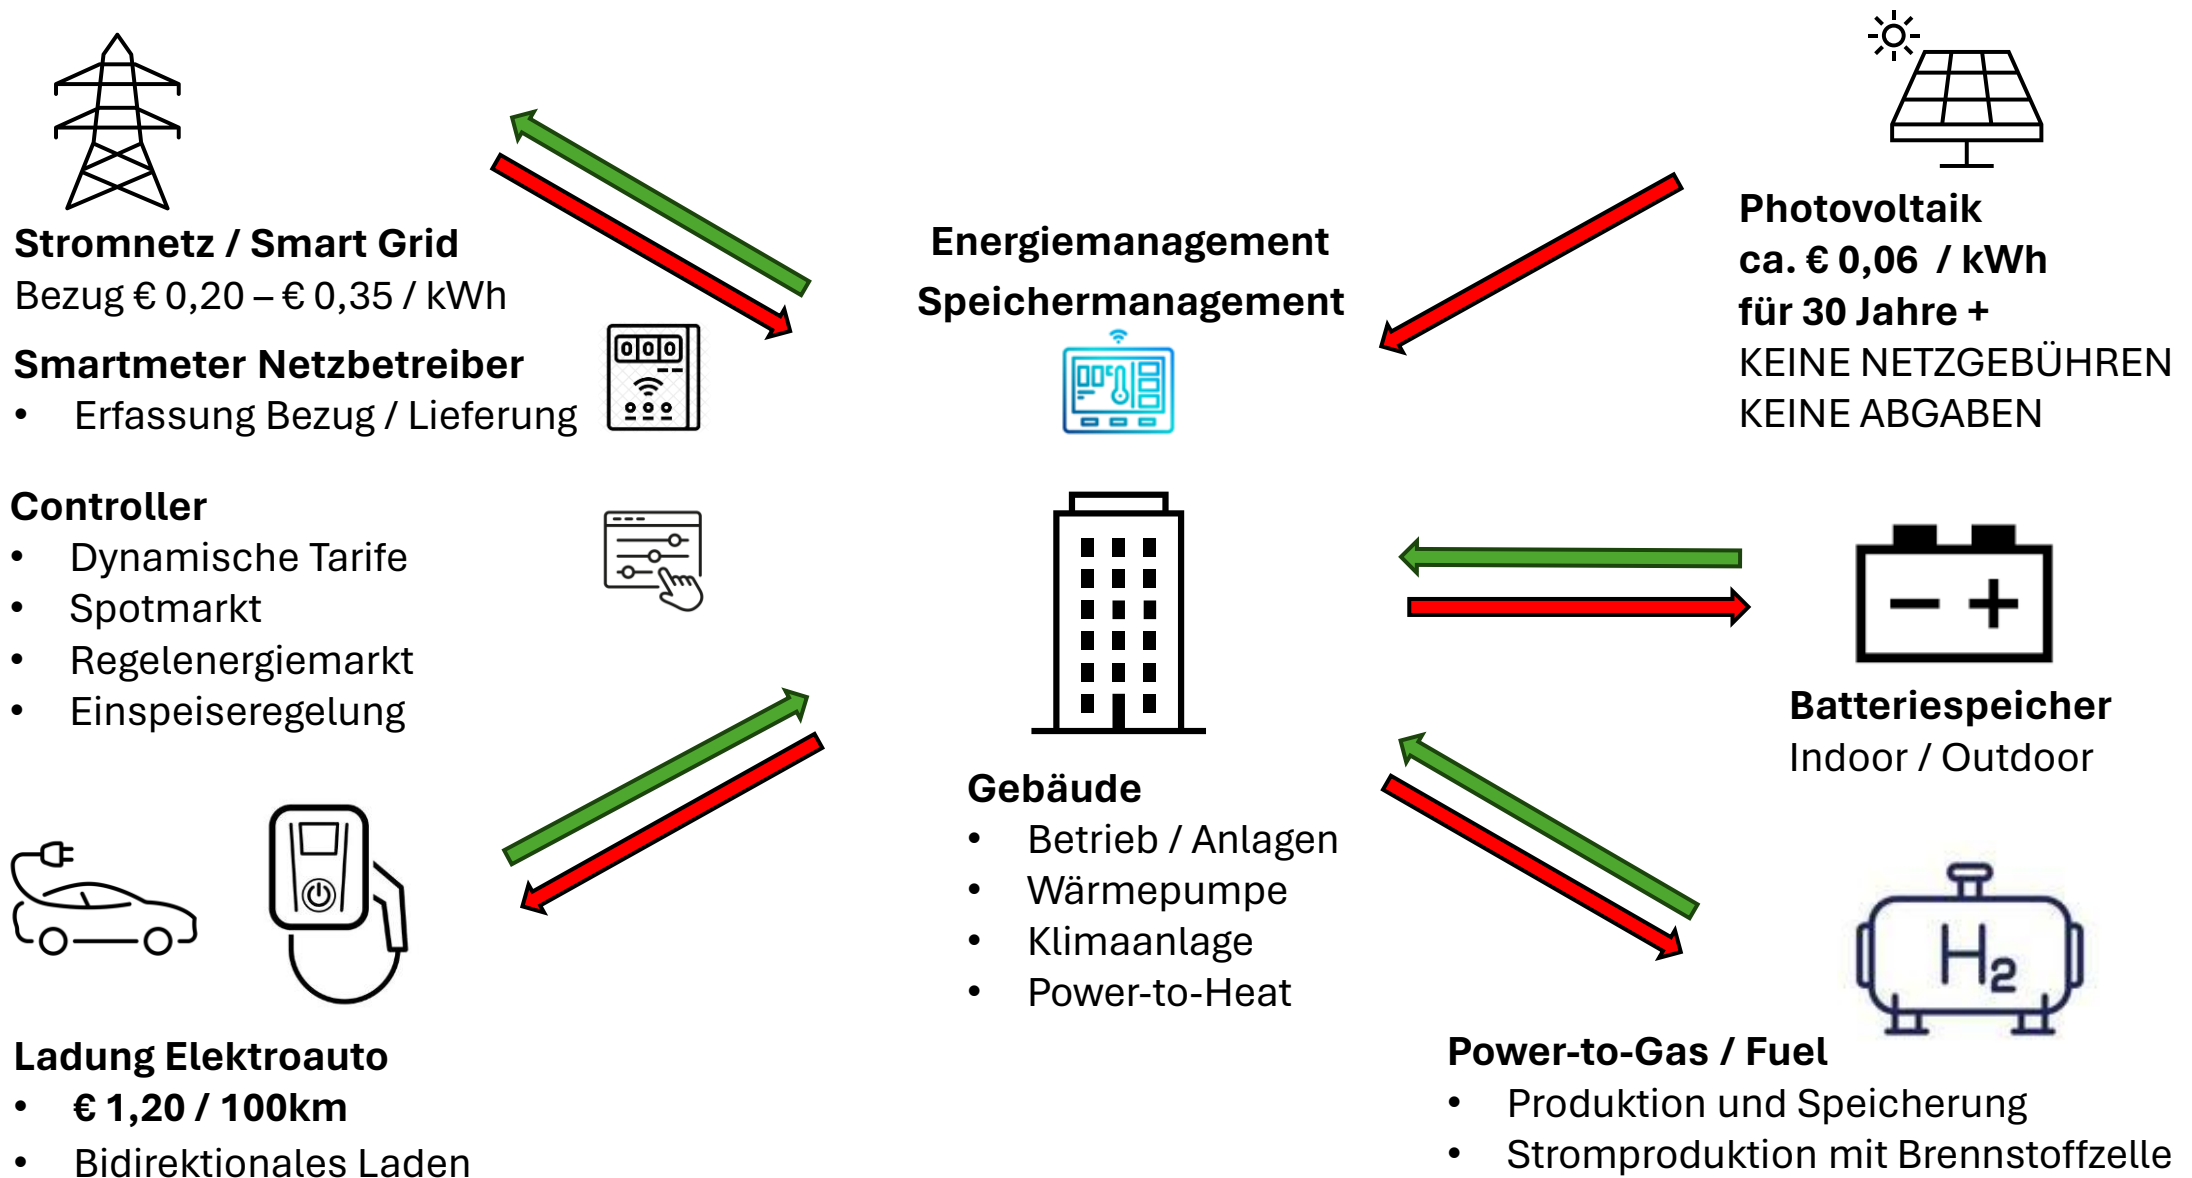 Stromnetz / Smart Grid
Bezug € 0,20 – € 0,35 / kWh
Smartmeter Netzbetreiber
• Erfassung Bezug / Lieferung
000
Controller
• Dynamische Tarife
• Spotmarkt
• Regelenergiemarkt
• Einspeiseregelung
Ladung Elektroauto
• € 1,20 / 100km
• Bidirektionales Laden
Energiemanagement
Speichermanagement
00°
Gebäude
• Betrieb / Anlagen
• Wärmepumpe
• Klimaanlage
• Power-to-Heat
Photovoltaik
ca. € 0,06 / kWh
für 30 Jahre +
KEINE NETZGEBÜHREN
KEINE ABGABEN
− +
Batteriespeicher
Indoor / Outdoor
H2
Power-to-Gas / Fuel
• Produktion und Speicherung
• Stromproduktion mit Brennstoffzelle